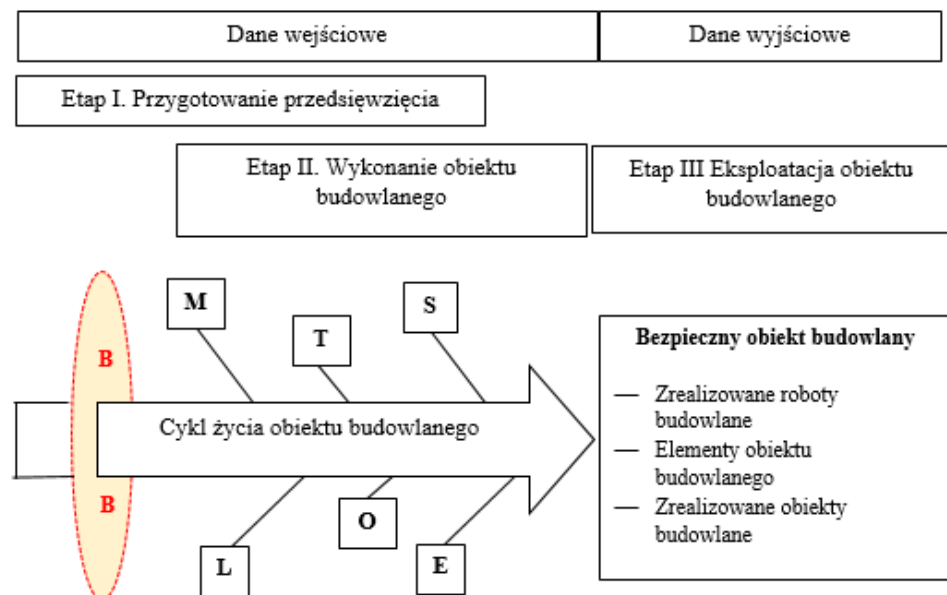 Dane wejściowe
Dane wyjściowe
Etap I. Przygotowanie przedsięwzięcia
Etap II. Wykonanie obiektu
budowlanego
Etap III Eksploatacja obiektu
budowlanego
M
T
S
B
Cykl życia obiektu budowlanego
B
L
O
E
Bezpieczny obiekt budowlany
— Zrealizowane roboty
budowlane
— Elementy obiektu
budowlanego
— Zrealizowane obiekty
budowlane